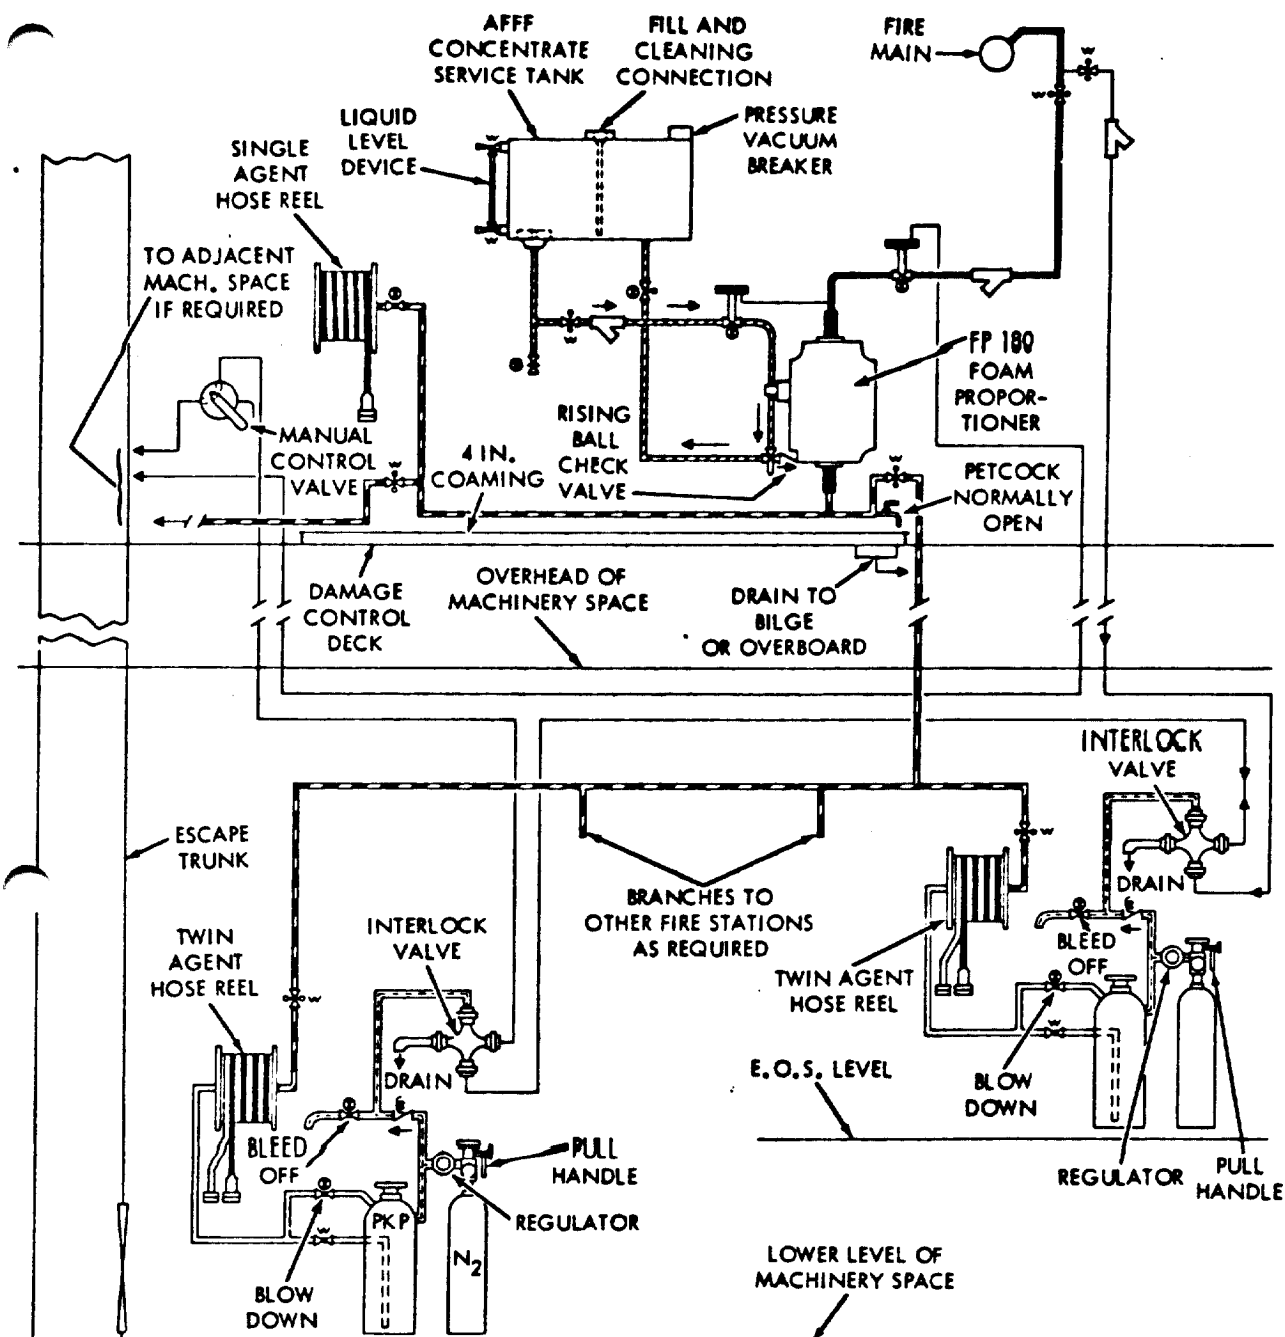 AFFF
CONCENTRATE
SERVICE TANK
FILL AND
CLEANING
CONNECTION
FIRE
MAIN
W
W
LIQUID
LEVEL
DEVICE
W
PRESSURE
VACUUM
BREAKER
SINGLE
AGENT
HOSE REEL
W
TO ADJACENT
MACH. SPACE
IF REQUIRED
W
FP 180
FOAM
PROPOR-
TIONER
MANUAL
CONTROL
VALVE
W
4 IN.
COAMING
RISING
BALL
CHECK
VALVE
W
PETCOCK
NORMALLY
OPEN
DAMAGE
CONTROL
DECK
OVERHEAD OF
MACHINERY SPACE
DRAIN TO
BILGE
OR OVERBOARD
INTERLOCK
VALVE
ESCAPE
TRUNK
W
DRAIN
BRANCHES TO
OTHER FIRE STATIONS
AS REQUIRED
BLEED
OFF
TWIN
AGENT
HOSE REEL
INTERLOCK
VALVE
TWIN AGENT
HOSE REEL
W
W
DRAIN
E.O.S. LEVEL
BLOW
DOWN
BLEED
OFF
PULL
HANDLE
REGULATOR
PULL
HANDLE
PKP
REGULATOR
W
N2
BLOW
DOWN
LOWER LEVEL OF
MACHINERY SPACE